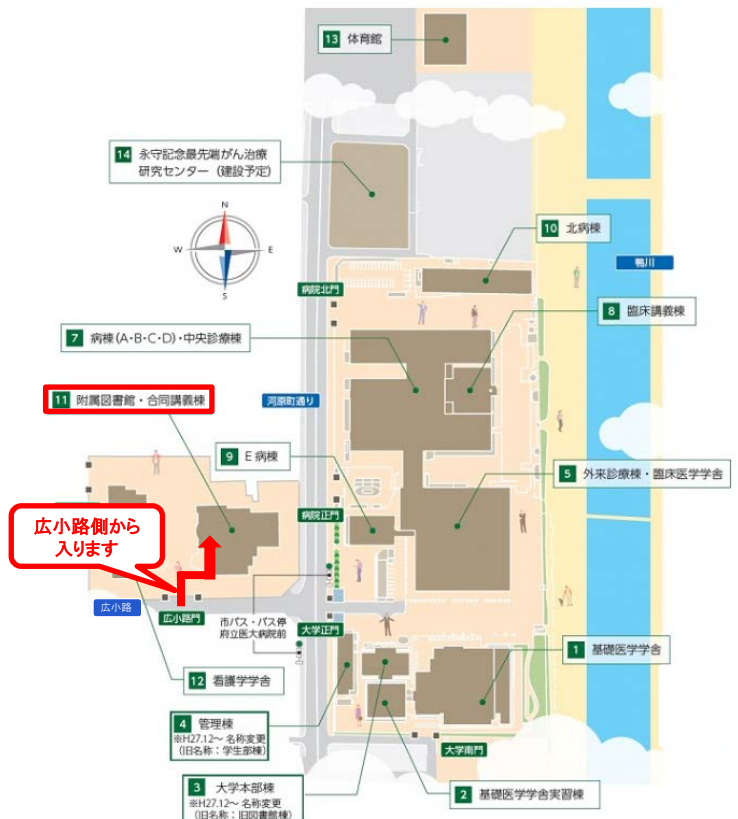 13 体育館
14 永守記念最先端がん治療
研究センター（建設予定）
N
W
E
S
10 北病棟
鴨川
病院北門
8 臨床講義棟
7 病棟(A・B・C・D)・中央診療棟
11 附属図書館・合同講義棟
河原町通り
9 E 病棟
5 外来診療棟・臨床医学学舎
病院正門
広小路側から
入ります
広小路
広小路門
市バス・バス停
府立医大病院前
大学正門
1 基礎医学学舎
12 看護学学舎
4 管理棟
※H27.12～ 名称変更
（旧名称：学生部棟）
大学南門
3 大学本部棟
※H27.12～ 名称変更
（旧名称：旧図書館棟）
2 基礎医学学舎実習棟